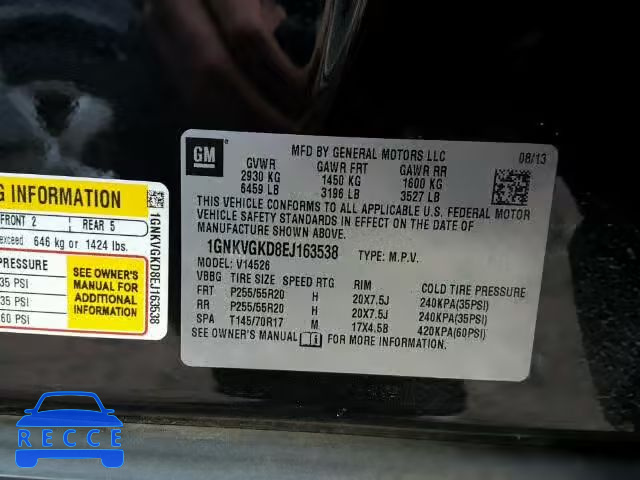 G INFORMATION
FRONT 2 REAR 5
exceed 646 kg or 1424 lbs.
PRESSURE
35 PSI
35 PSI
60 PSI
SEE OWNER'S
MANUAL FOR
ADDITIONAL
INFORMATION
1GNKVGKD8EJ163538
GM
MFD BY GENERAL MOTORS LLC 08/13
GVWR GAWR FRT GAWR RR
2930 KG 1450 KG 1600 KG
6459 LB 3196 LB 3527 LB
THIS VEHICLE CONFORMS TO ALL APPLICABLE U.S. FEDERAL MOTOR
VEHICLE SAFETY STANDARDS IN EFFECT ON THE DATE OF
MANUFACTURE SHOWN ABOVE.
1GNKVGKD8EJ163538 TYPE: M.P.V.
MODEL: V14526
VBBG TIRE SIZE SPEED RTG RIM COLD TIRE PRESSURE
FRT P255/55R20 H 20X7.5J 240KPA(35PSI)
RR P255/55R20 H 20X7.5J 240KPA(35PSI)
SPA T145/70R17 M 17X4.5B 420KPA(60PSI)
SEE OWNER'S MANUAL FOR MORE INFORMATION.
RECCE